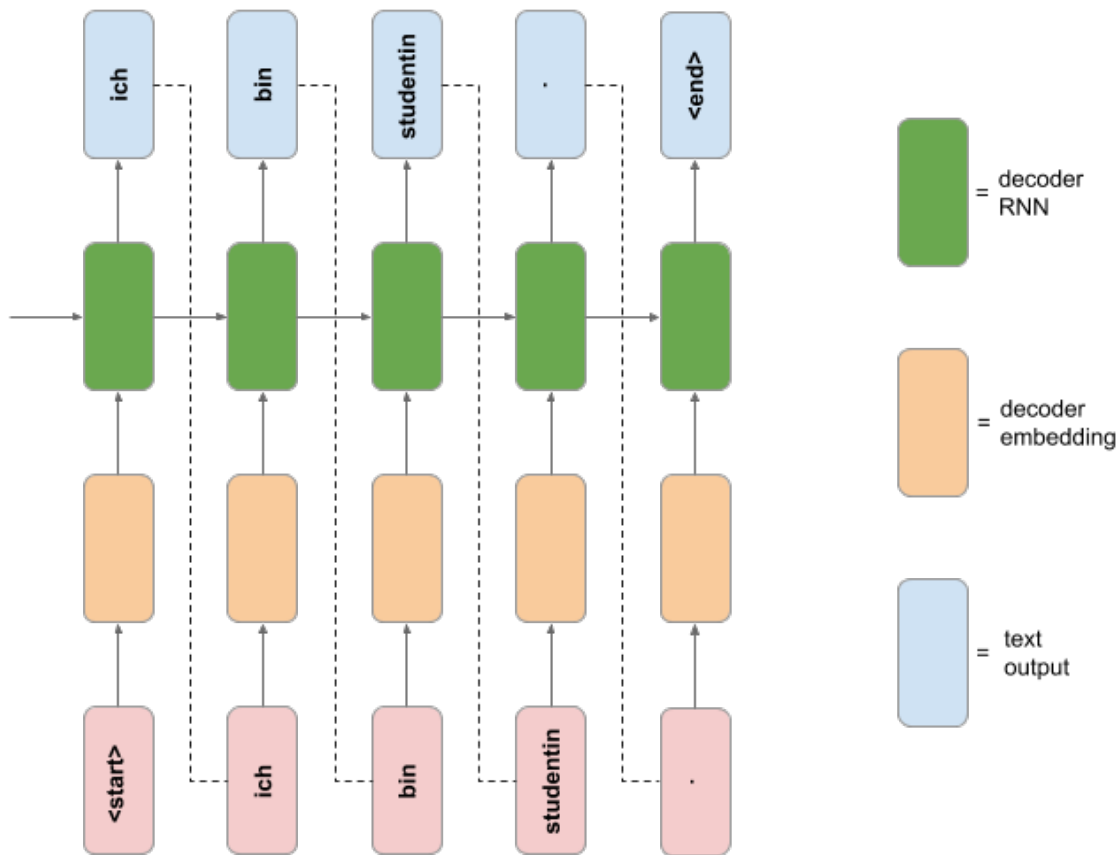 ich
bin
studentin
.
<end>
= decoder
RNN
= decoder
embedding
= text
output
<start>
ich
bin
studentin
.